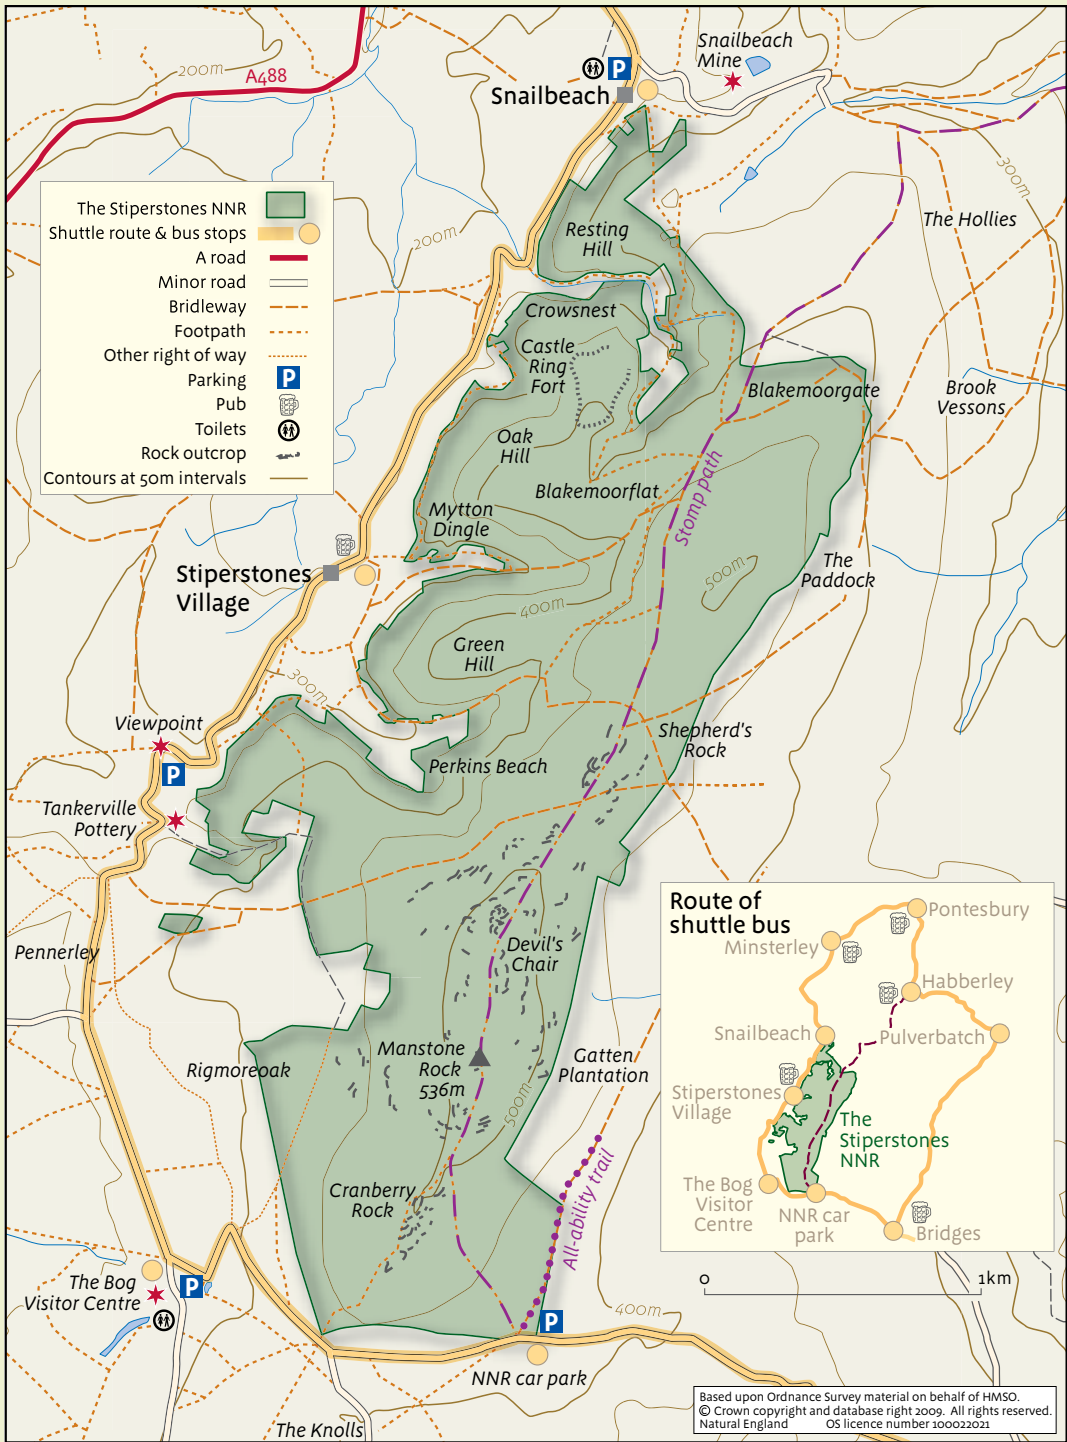 Snailbeach
Mine
200m
A488
P
Snailbeach
300m
The Stiperstones NNR
Shuttle route & bus stops
A road
Minor road
Bridleway
Footpath
Other right of way
Parking
P
Pub
Toilets
Rock outcrop
Contours at 50m intervals
200m
Resting
Hill
The Hollies
Crowsnest
Castle
Ring
Fort
Blakemoorgate
Brook
Vessons
Oak
Hill
Blakemoorflat
Stomp path
Mytton
Dingle
Stiperstones
Village
The
Paddock
500m
400m
Green
Hill
300m
Viewpoint
P
Shepherd's
Rock
Perkins Beach
Tankerville
Pottery
Pennerley
Devil's
Chair
Manstone
Rock
536m
Gatten
Plantation
Rigmoreoak
500m
Cranberry
Rock
All-ability trail
The Bog
Visitor Centre
P
P
NNR car park
400m
The Knolls
Route of
shuttle bus
Pontesbury
Minsterley
Habberley
Snailbeach
Pulverbatch
Stiperstones
Village
The
Stiperstones
NNR
The Bog
Visitor
Centre
NNR car
park
Bridges
0
1km
Based upon Ordnance Survey material on behalf of HMSO.
© Crown copyright and database right 2009. All rights reserved.
Natural England OS licence number 100022021